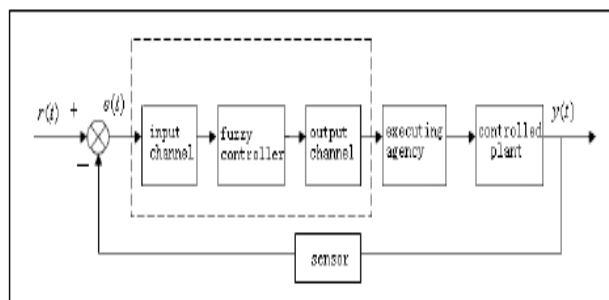 r(t)
+
e(t)
−
input
channel
fuzzy
controller
output
channel
executing
agency
controlled
plant
y(t)
sensor